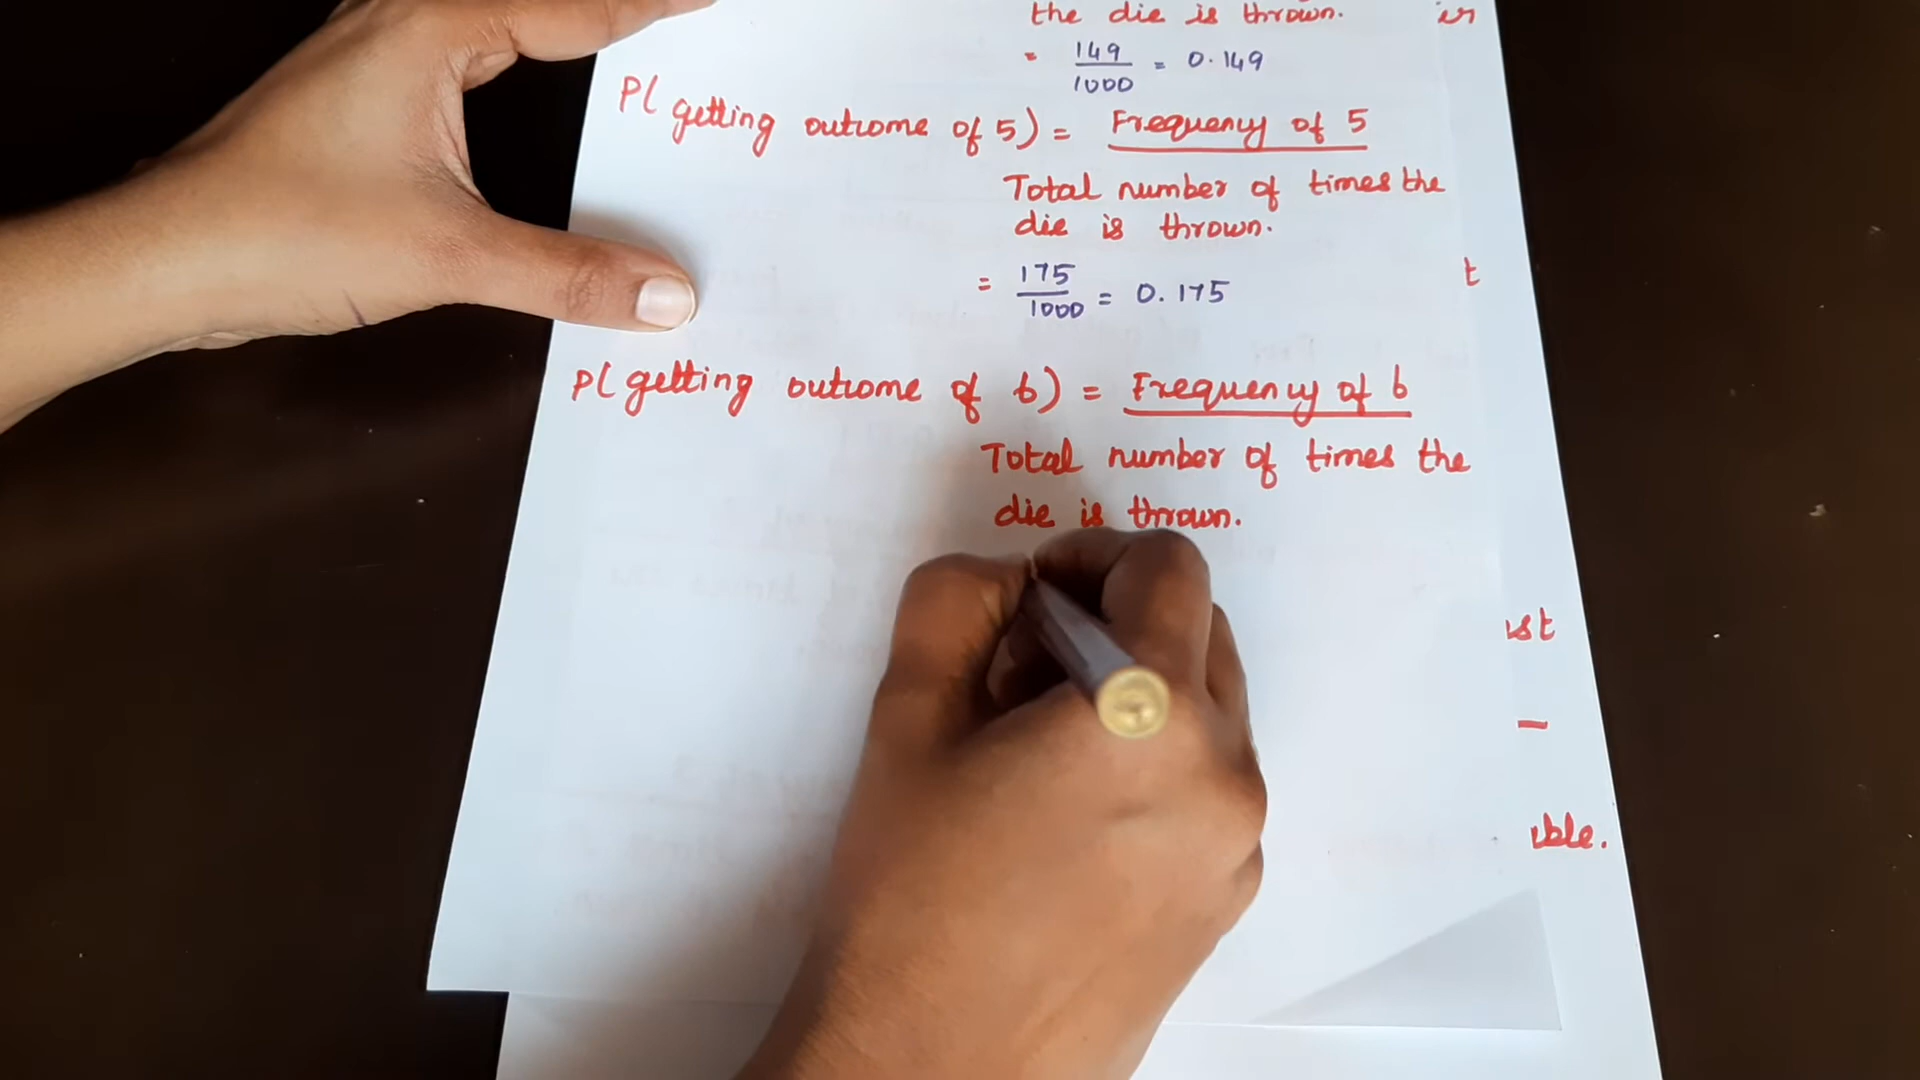 the die is thrown.
= 149/1000 = 0.149
P( getting outcome of 5) = Frequency of 5
Total number of times the
die is thrown.
= 175/1000 = 0.175
t
P( getting outcome of 6) = Frequency of 6
Total number of times the
die is thrown.
ist
-
ible.